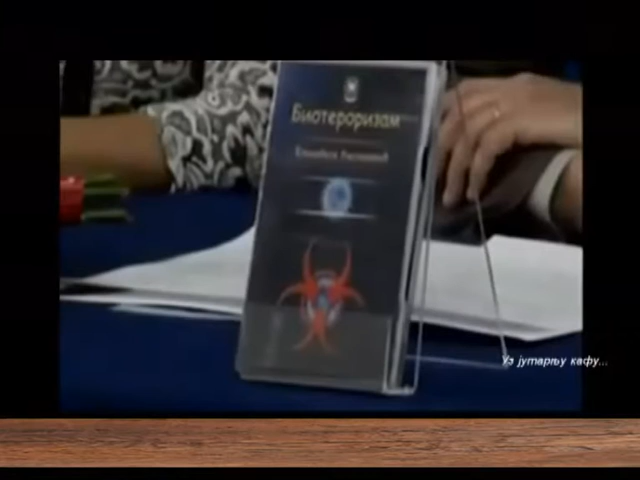 Биотероризам
Уз јутарњу кафу...